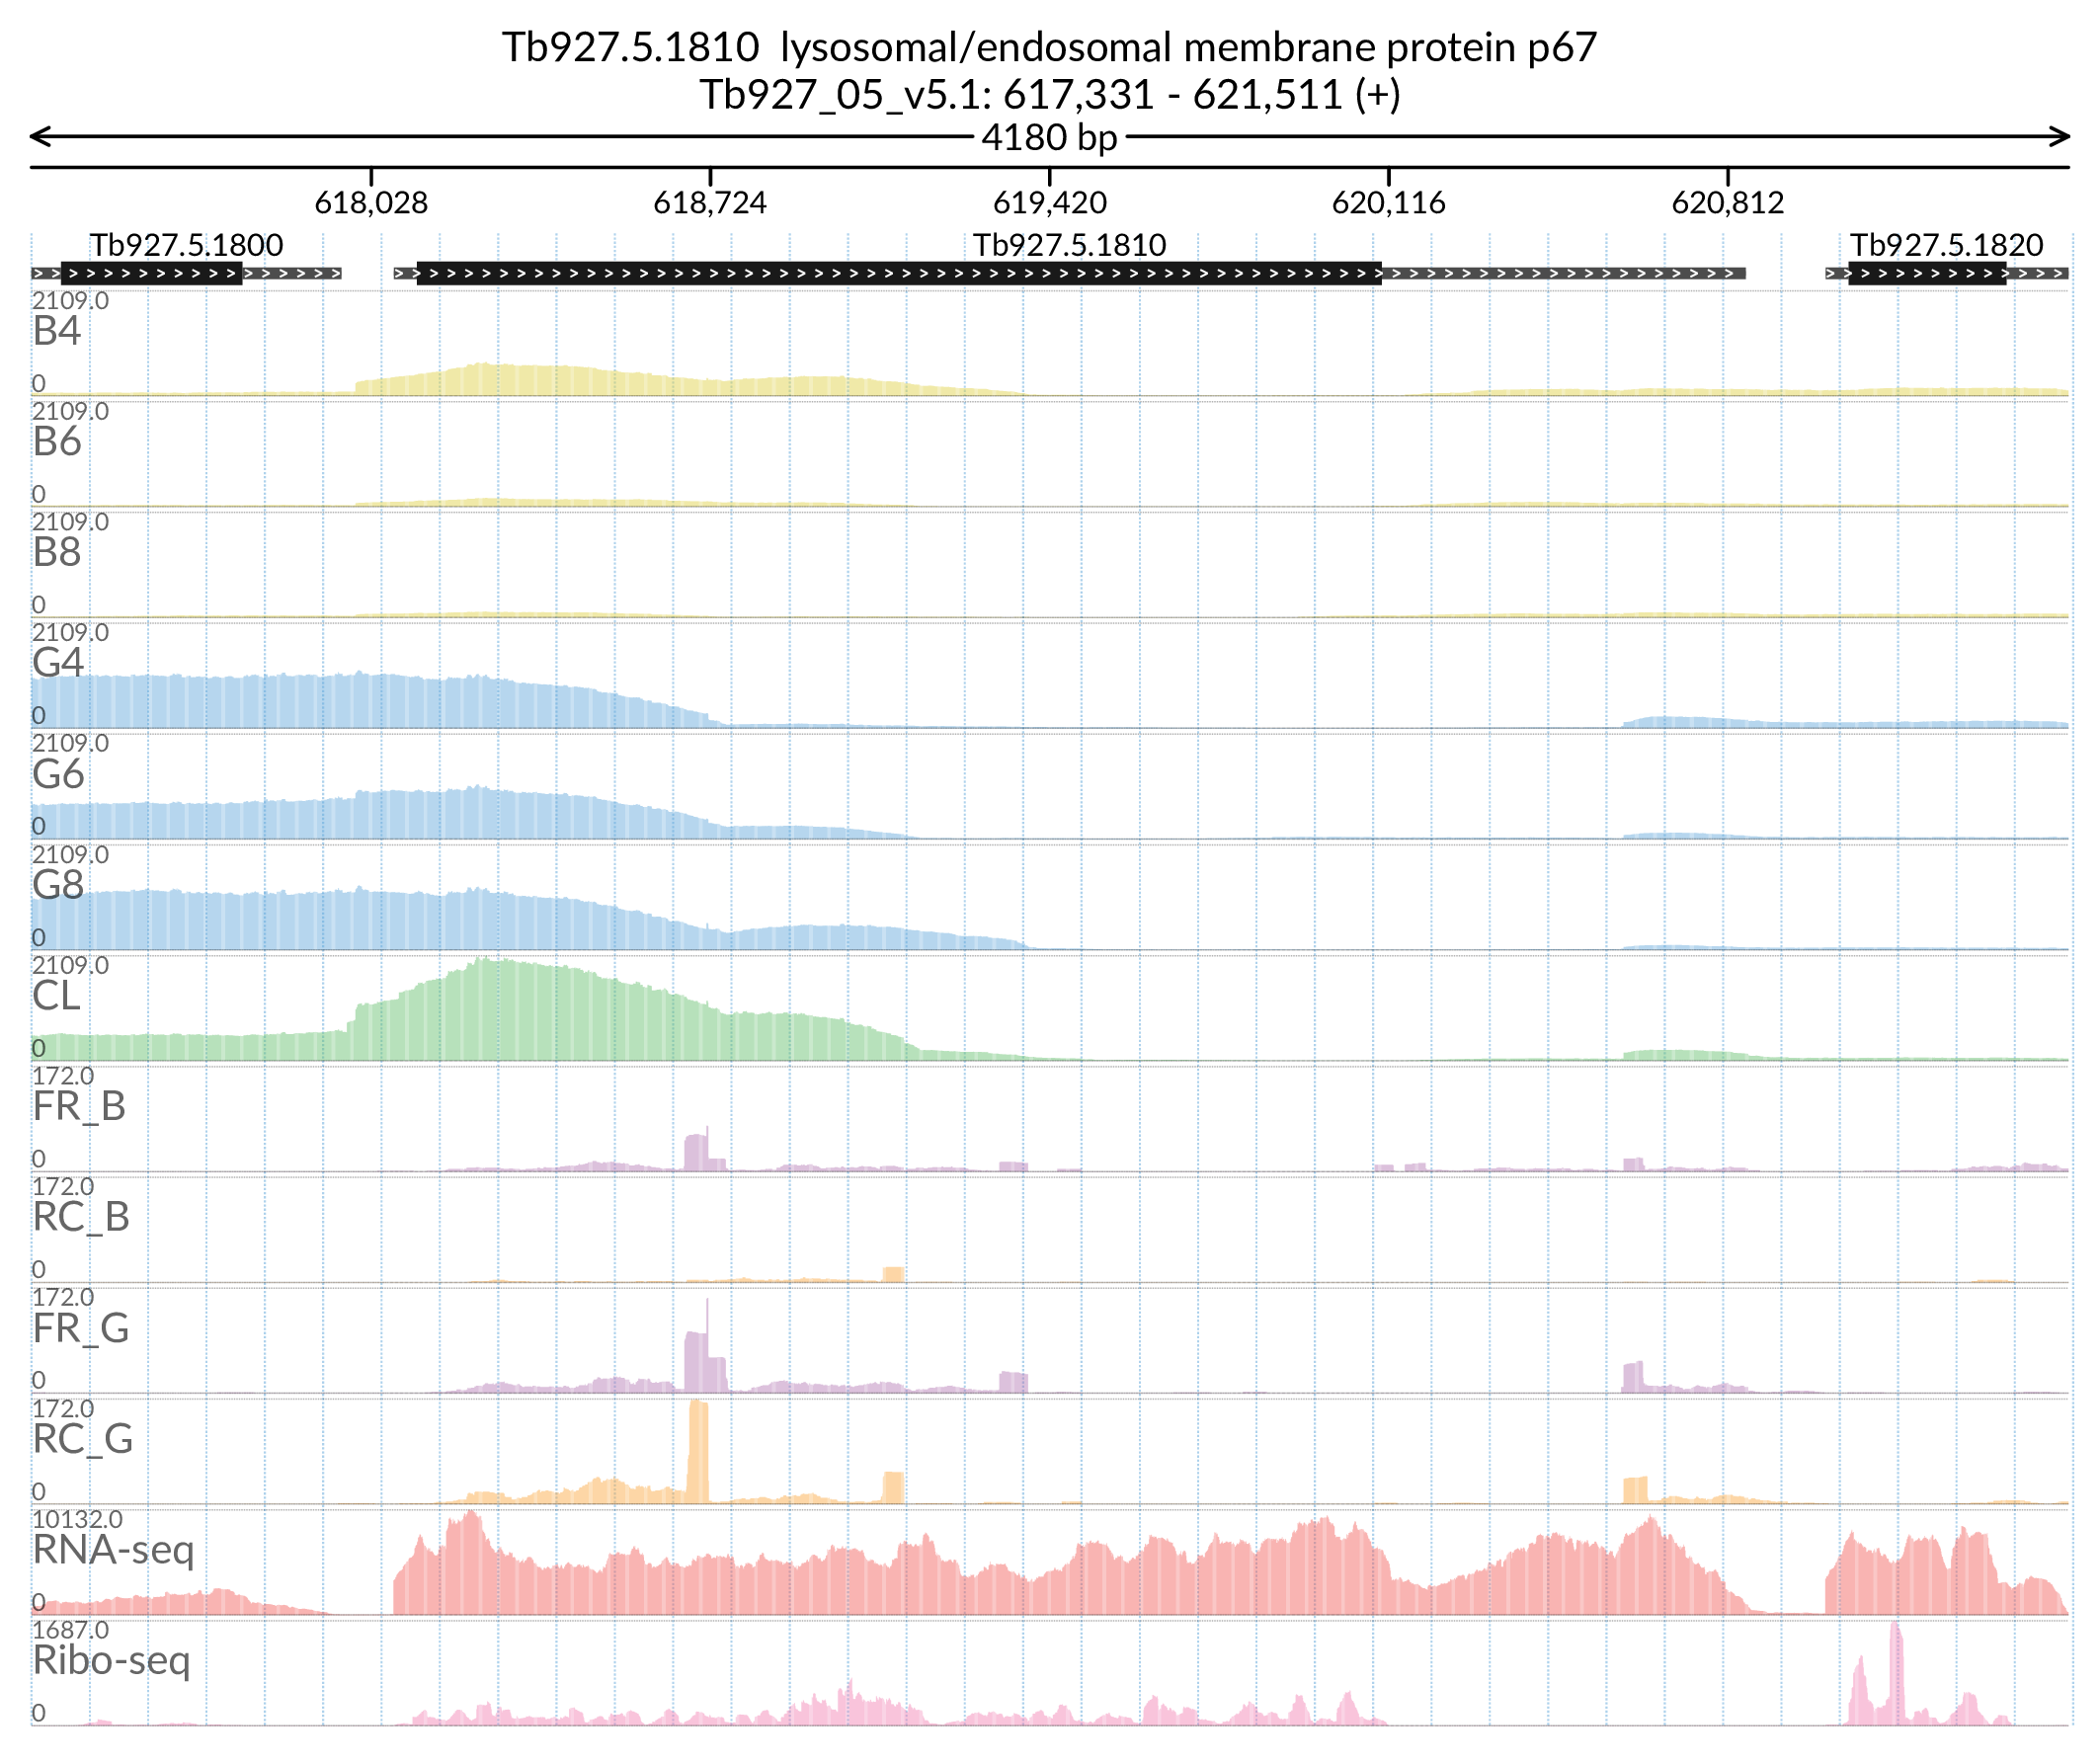 Tb927.5.1810 lysosomal/endosomal membrane protein p67
Tb927_05_v5.1: 617,331 - 621,511 (+)
4180 bp
618,028 618,724 619,420 620,116 620,812
Tb927.5.1800 Tb927.5.1810 Tb927.5.1820
2109.0
B4
0
2109.0
B6
0
2109.0
B8
0
2109.0
G4
0
2109.0
G6
0
2109.0
G8
0
2109.0
CL
0
172.0
FR_B
0
172.0
RC_B
0
172.0
FR_G
0
172.0
RC_G
0
10132.0
RNA-seq
0
1687.0
Ribo-seq
0